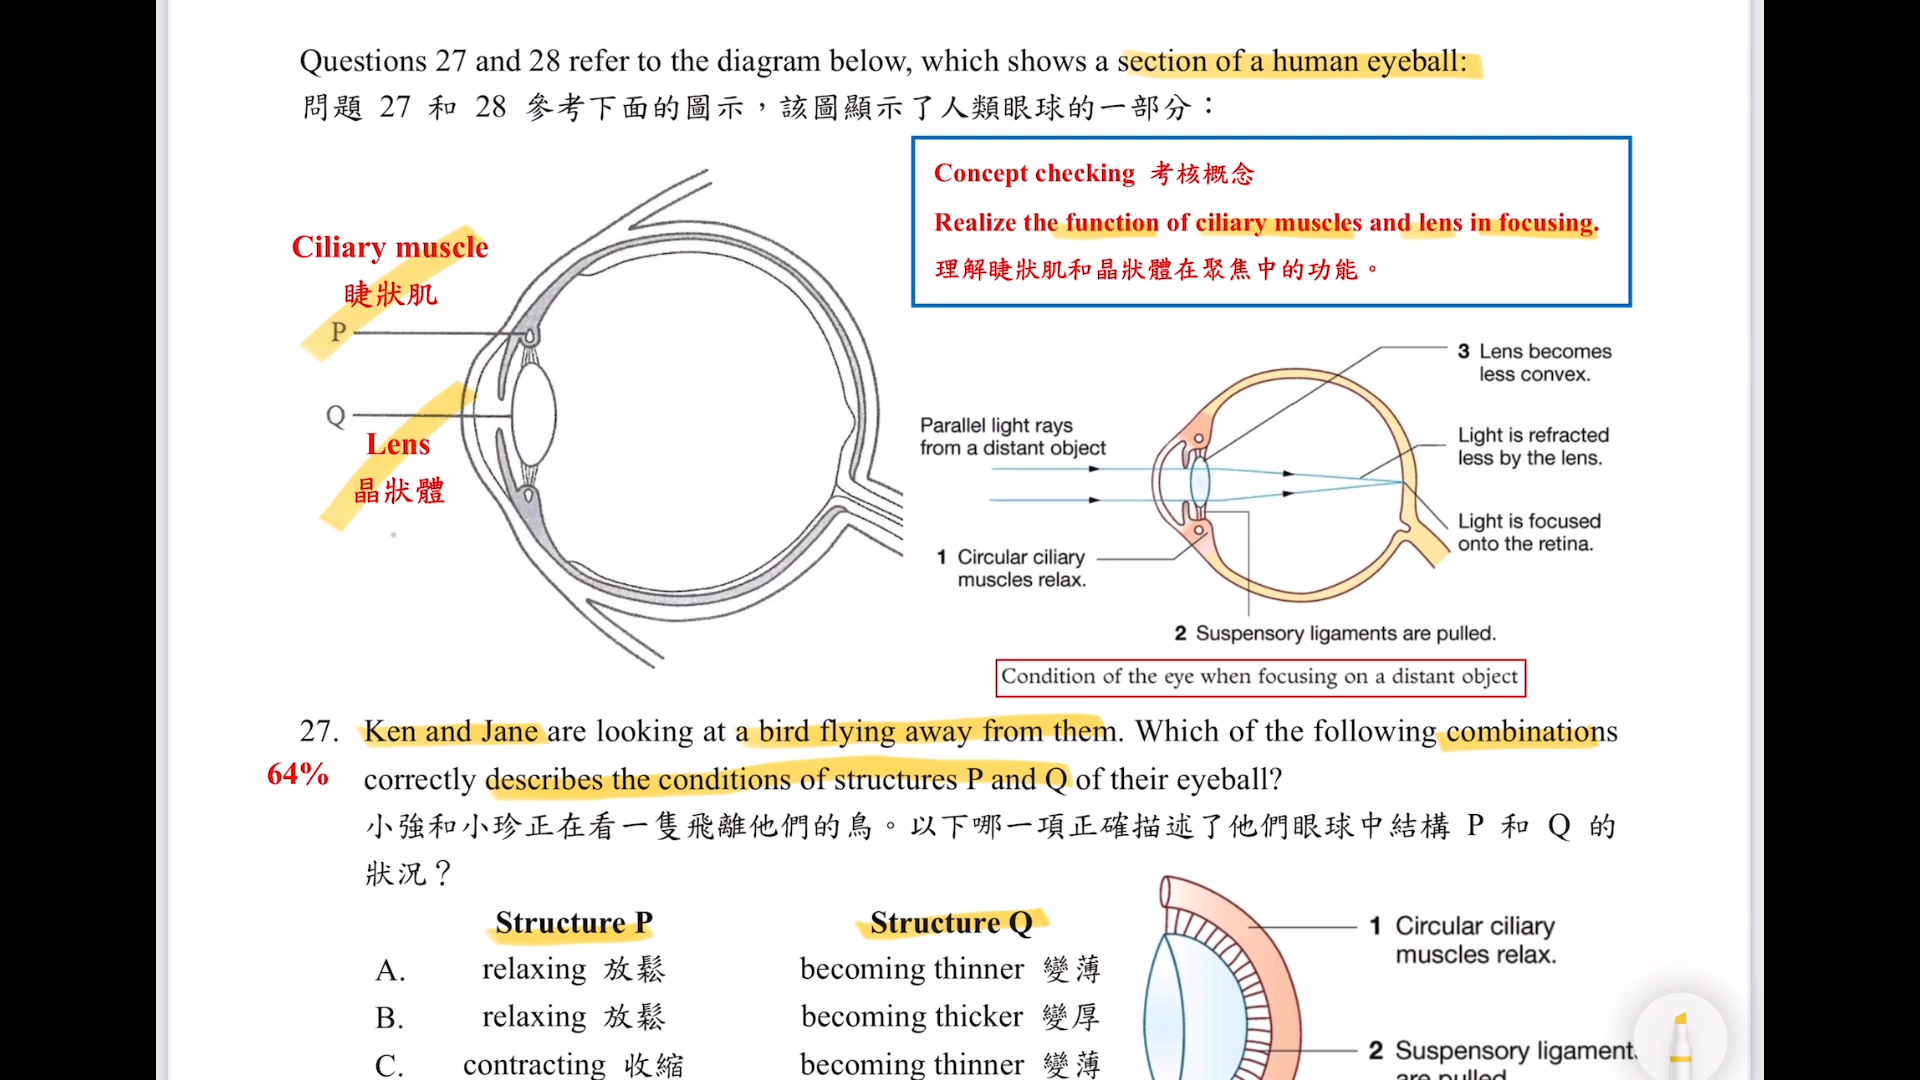 Questions 27 and 28 refer to the diagram below, which shows a section of a human eyeball:
問題 27 和 28 參考下面的圖示，該圖顯示了人類眼球的一部分：
Concept checking 考核概念
Realize the function of ciliary muscles and lens in focusing.
理解睫狀肌和晶狀體在聚焦中的功能。
Ciliary muscle
睫狀肌
P
Q
Lens
晶狀體
3 Lens becomes
less convex.
Parallel light rays
from a distant object
Light is refracted
less by the lens.
Light is focused
onto the retina.
1 Circular ciliary
muscles relax.
2 Suspensory ligaments are pulled.
Condition of the eye when focusing on a distant object
27. Ken and Jane are looking at a bird flying away from them. Which of the following combinations
64% correctly describes the conditions of structures P and Q of their eyeball?
小強和小珍正在看一隻飛離他們的鳥。以下哪一項正確描述了他們眼球中結構 P 和 Q 的
狀況？
Structure P Structure Q
A. relaxing 放鬆 becoming thinner 變薄
B. relaxing 放鬆 becoming thicker 變厚
C. contracting 收縮 becoming thinner 變薄
1 Circular ciliary
muscles relax.
2 Suspensory ligament
are pulled